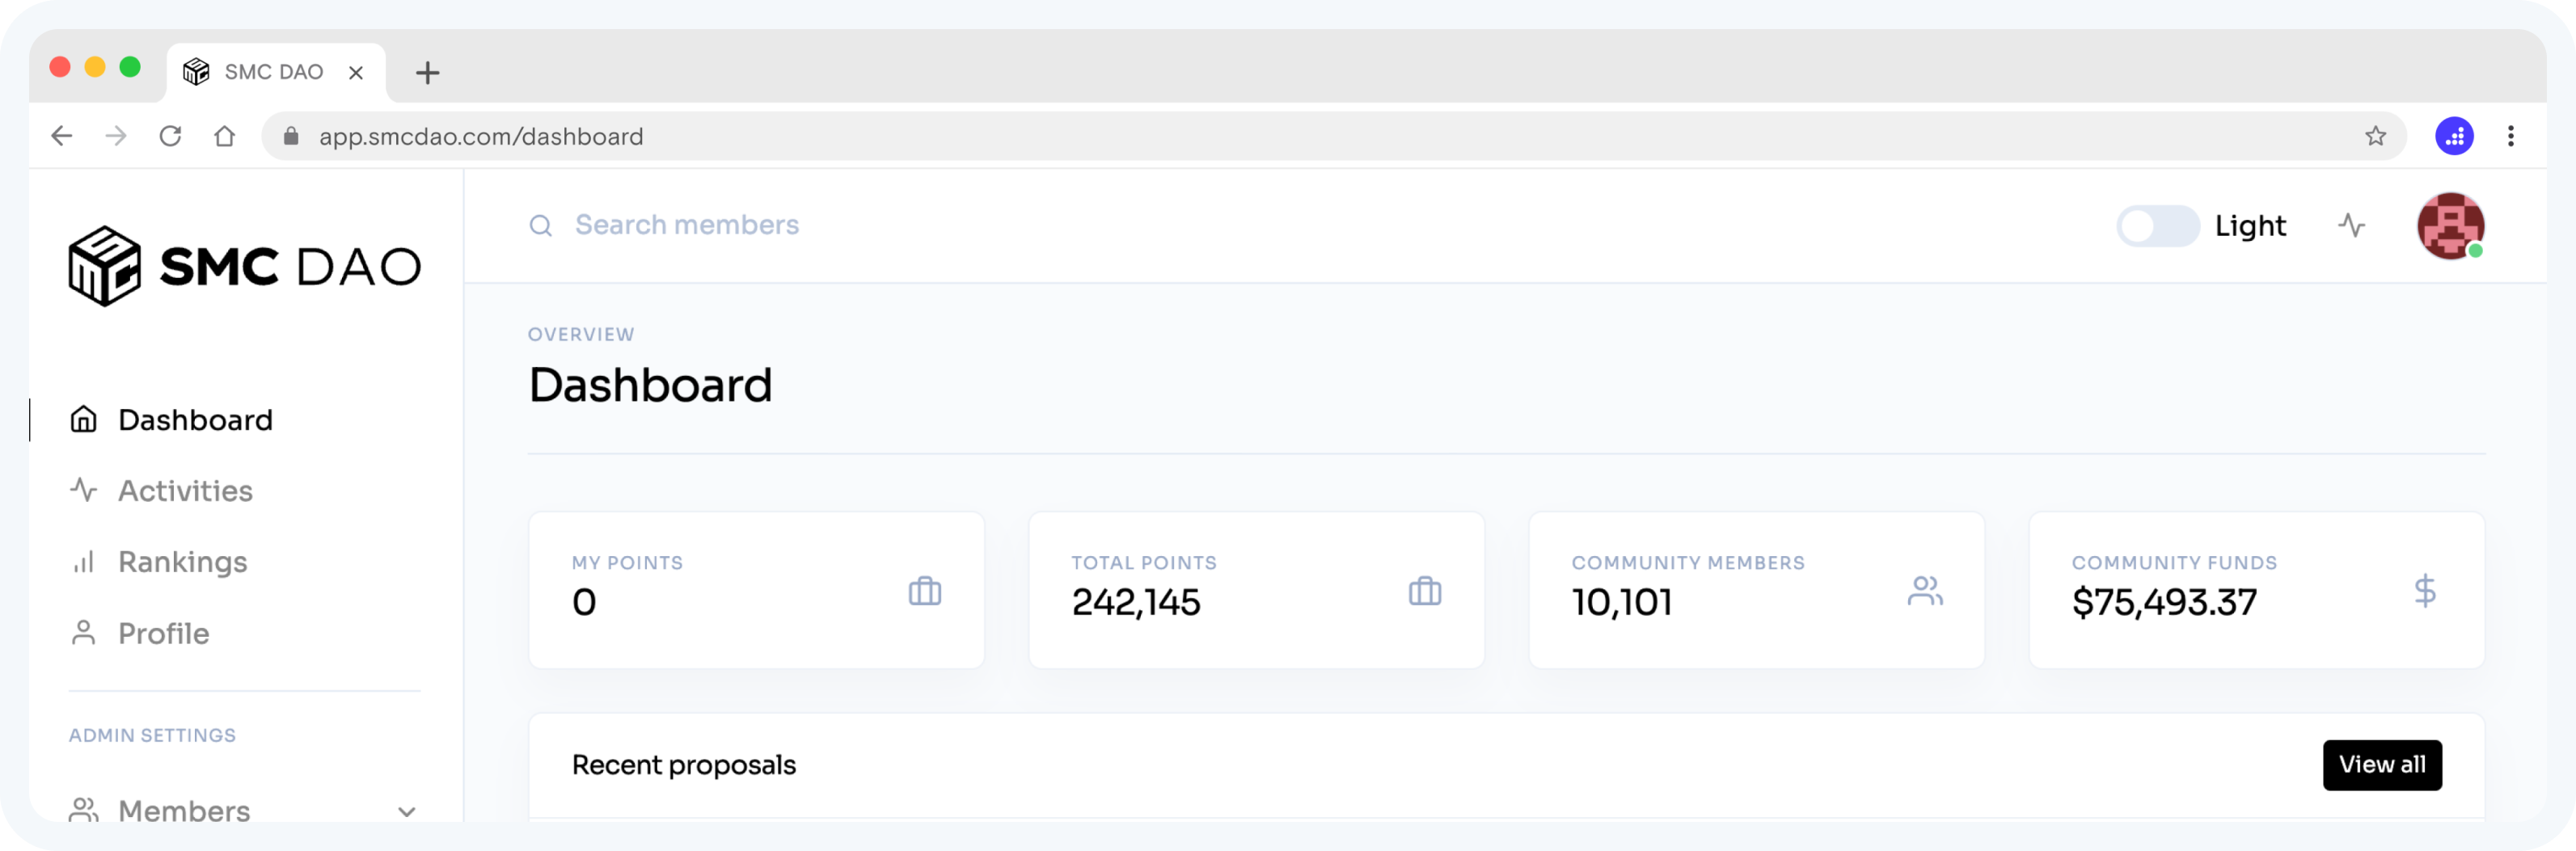 SMC DAO
app.smcdao.com/dashboard
SMC DAO
Search members
Light
OVERVIEW
Dashboard
Dashboard
Activities
Rankings
Profile
ADMIN SETTINGS
Members
MY POINTS
0
TOTAL POINTS
242,145
COMMUNITY MEMBERS
10,101
COMMUNITY FUNDS
$75,493.37
$
Recent proposals
View all